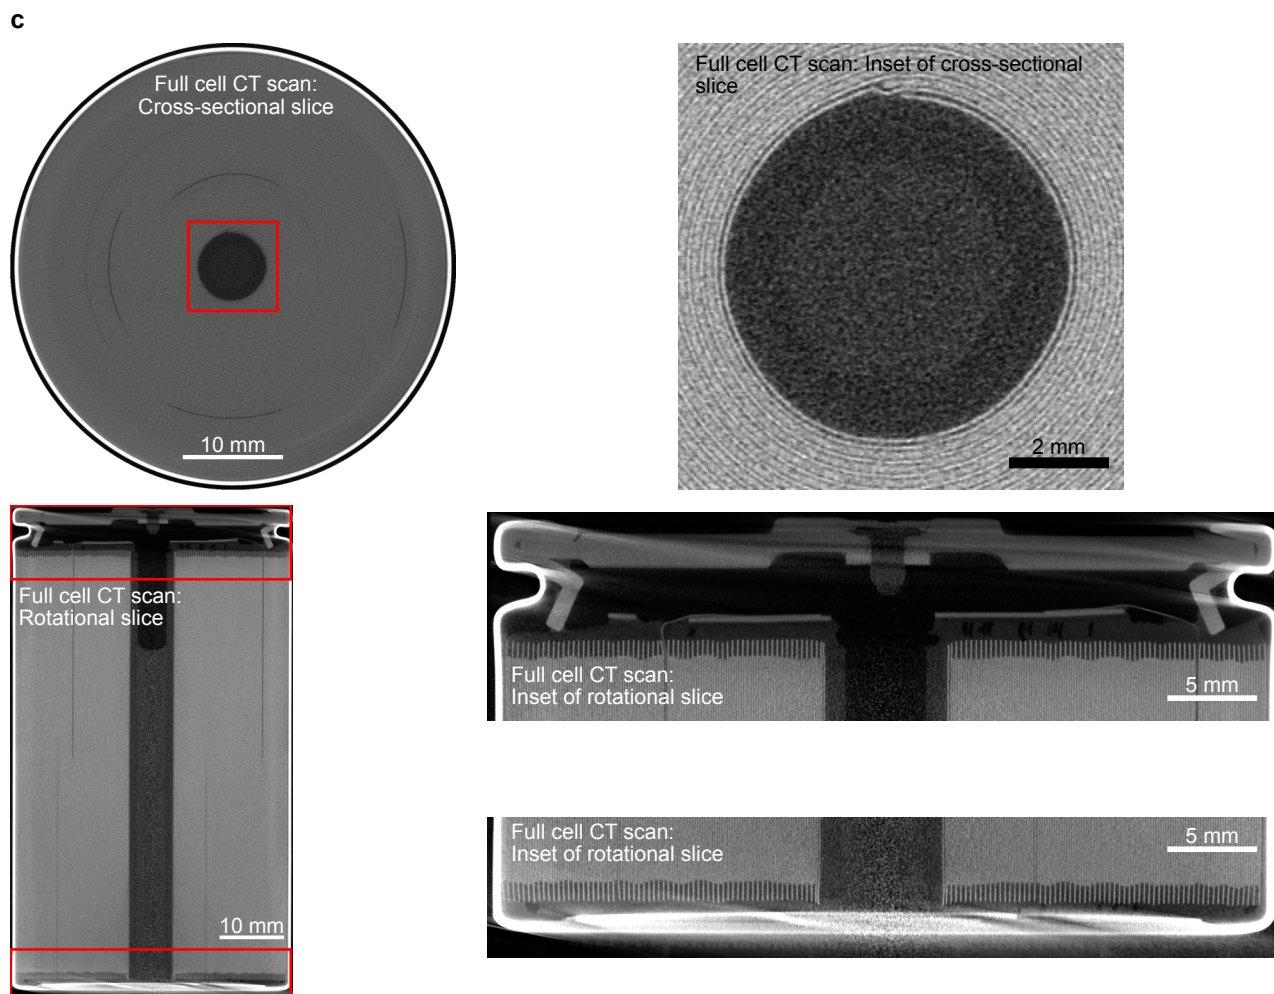 c
Full cell CT scan:
Cross-sectional slice
10 mm
Full cell CT scan: Inset of cross-sectional
slice
2 mm
Full cell CT scan:
Rotational slice
10 mm
Full cell CT scan:
Inset of rotational slice
5 mm
Full cell CT scan:
Inset of rotational slice
5 mm